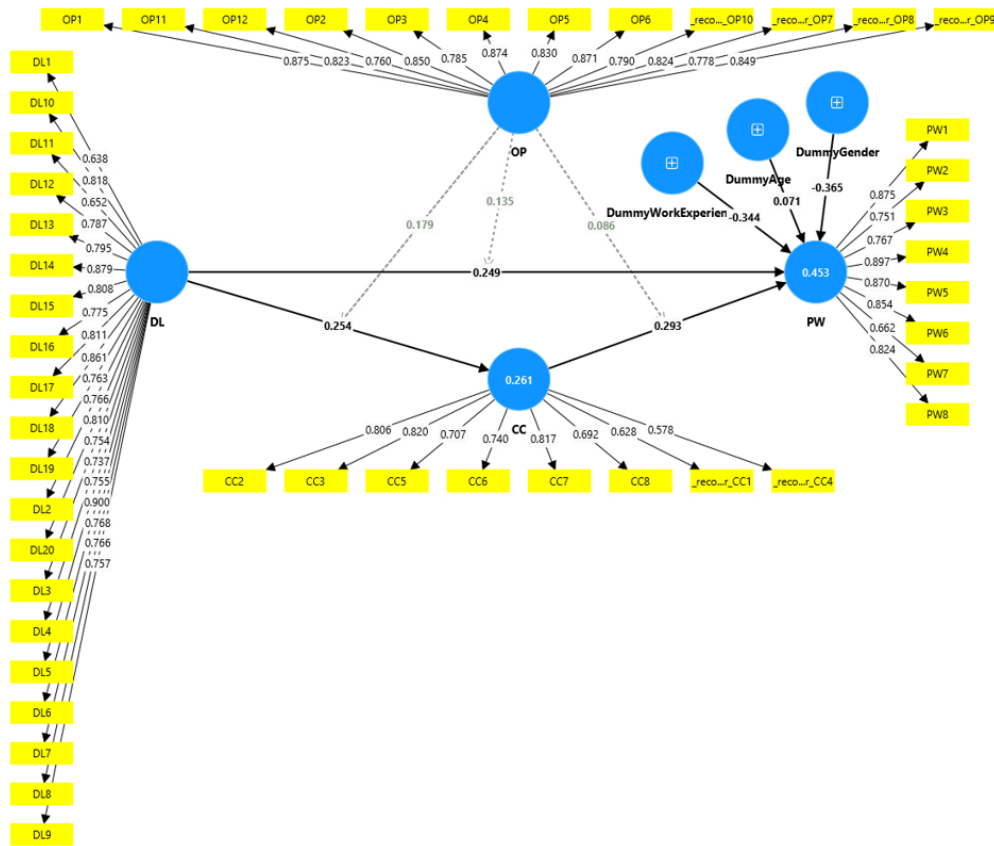 OP1 OP11 OP12 OP2 OP3 OP4 OP5 OP6 _reco..._OP10 _reco...r_OP7 _reco...r_OP8 _reco...r_OP9
0.875 0.823 0.760 0.850 0.785 0.874 0.830 0.871 0.790 0.824 0.778 0.849
OP
DL1
DL10
DL11
DL12
DL13
DL14
DL15
DL16
DL17
DL18
DL19
DL2
DL20
DL3
DL4
DL5
DL6
DL7
DL8
DL9
0.638
0.818
0.652
0.787
0.795
0.879
0.808
0.775
0.811
0.861
0.763
0.766
0.810
0.754
0.737
0.755
0.900
0.768
0.766
0.757
DL
0.179
0.135
0.086
0.249
0.254
0.293
DummyGender
DummyAge
DummyWorkExperien
-0.344
0.071
-0.365
0.453
PW
0.875
0.751
0.767
0.897
0.870
0.854
0.662
0.824
PW1
PW2
PW3
PW4
PW5
PW6
PW7
PW8
0.261
CC
0.806 0.820 0.707 0.740 0.817 0.692 0.628 0.578
CC2 CC3 CC5 CC6 CC7 CC8 _reco...r_CC1 _reco...r_CC4